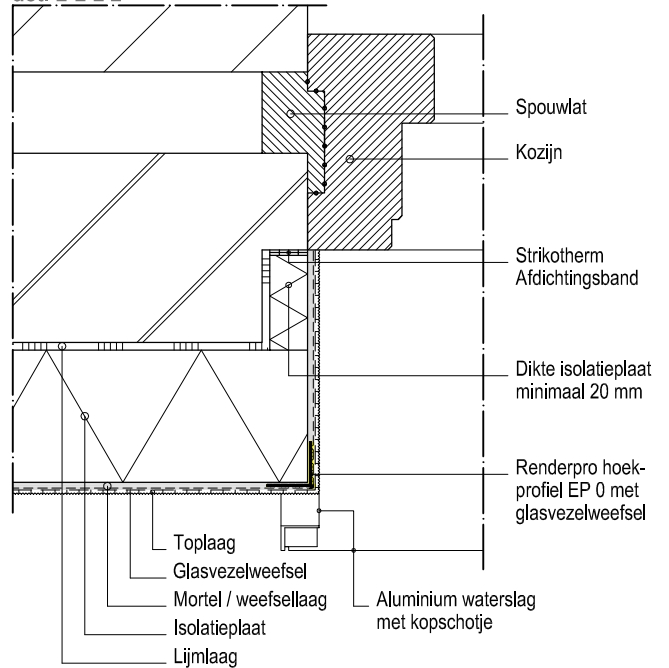 Spouwlat
Kozijn
Strikotherm
Afdichtingsband
Dikte isolatieplaat
minimaal 20 mm
Renderpro hoek-
profiel EP 0 met
glasvezelweefsel
Toplaag
Glasvezelweefsel
Mortel / weefsellaag
Isolatieplaat
Lijmlaag
Aluminium waterslag
met kopschotje